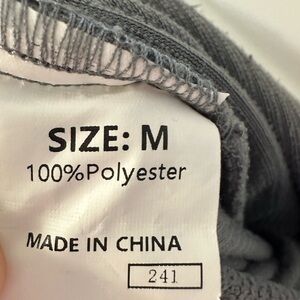 SIZE: M
100%Polyester
MADE IN CHINA
241